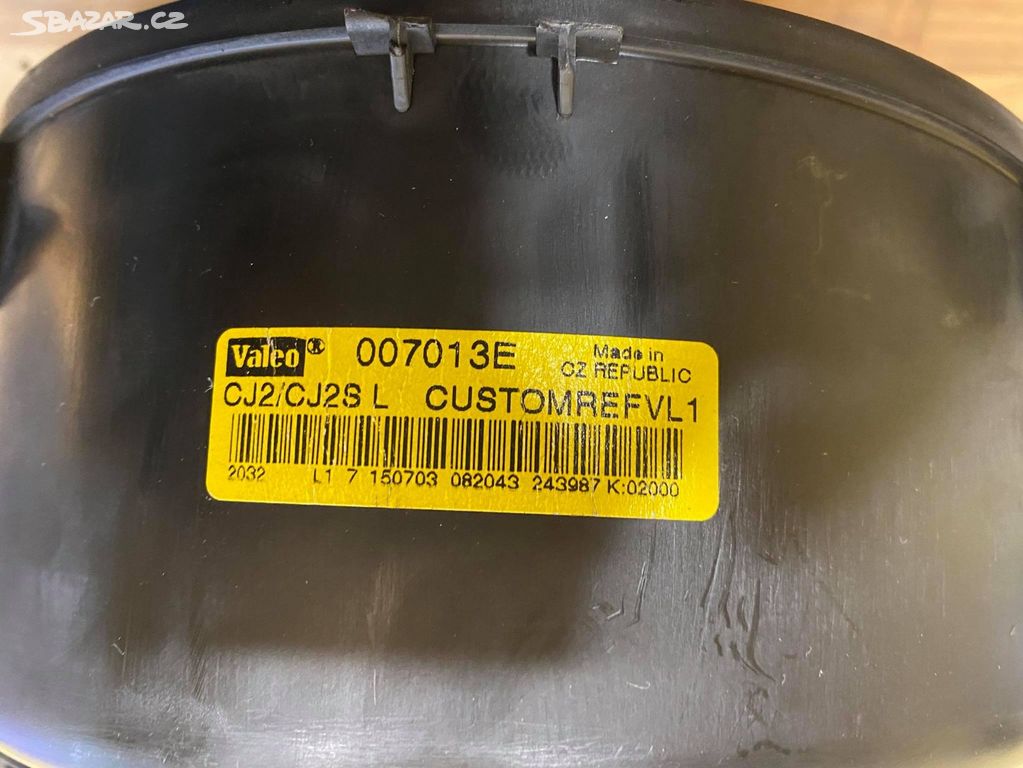 SBAZAR.CZ
Valeo ® 007013E Made in
CZ REPUBLIC
CJ2/CJ2S L CUSTOMREFVL1
2032 L1 7 150703 082043 243987 K:02000